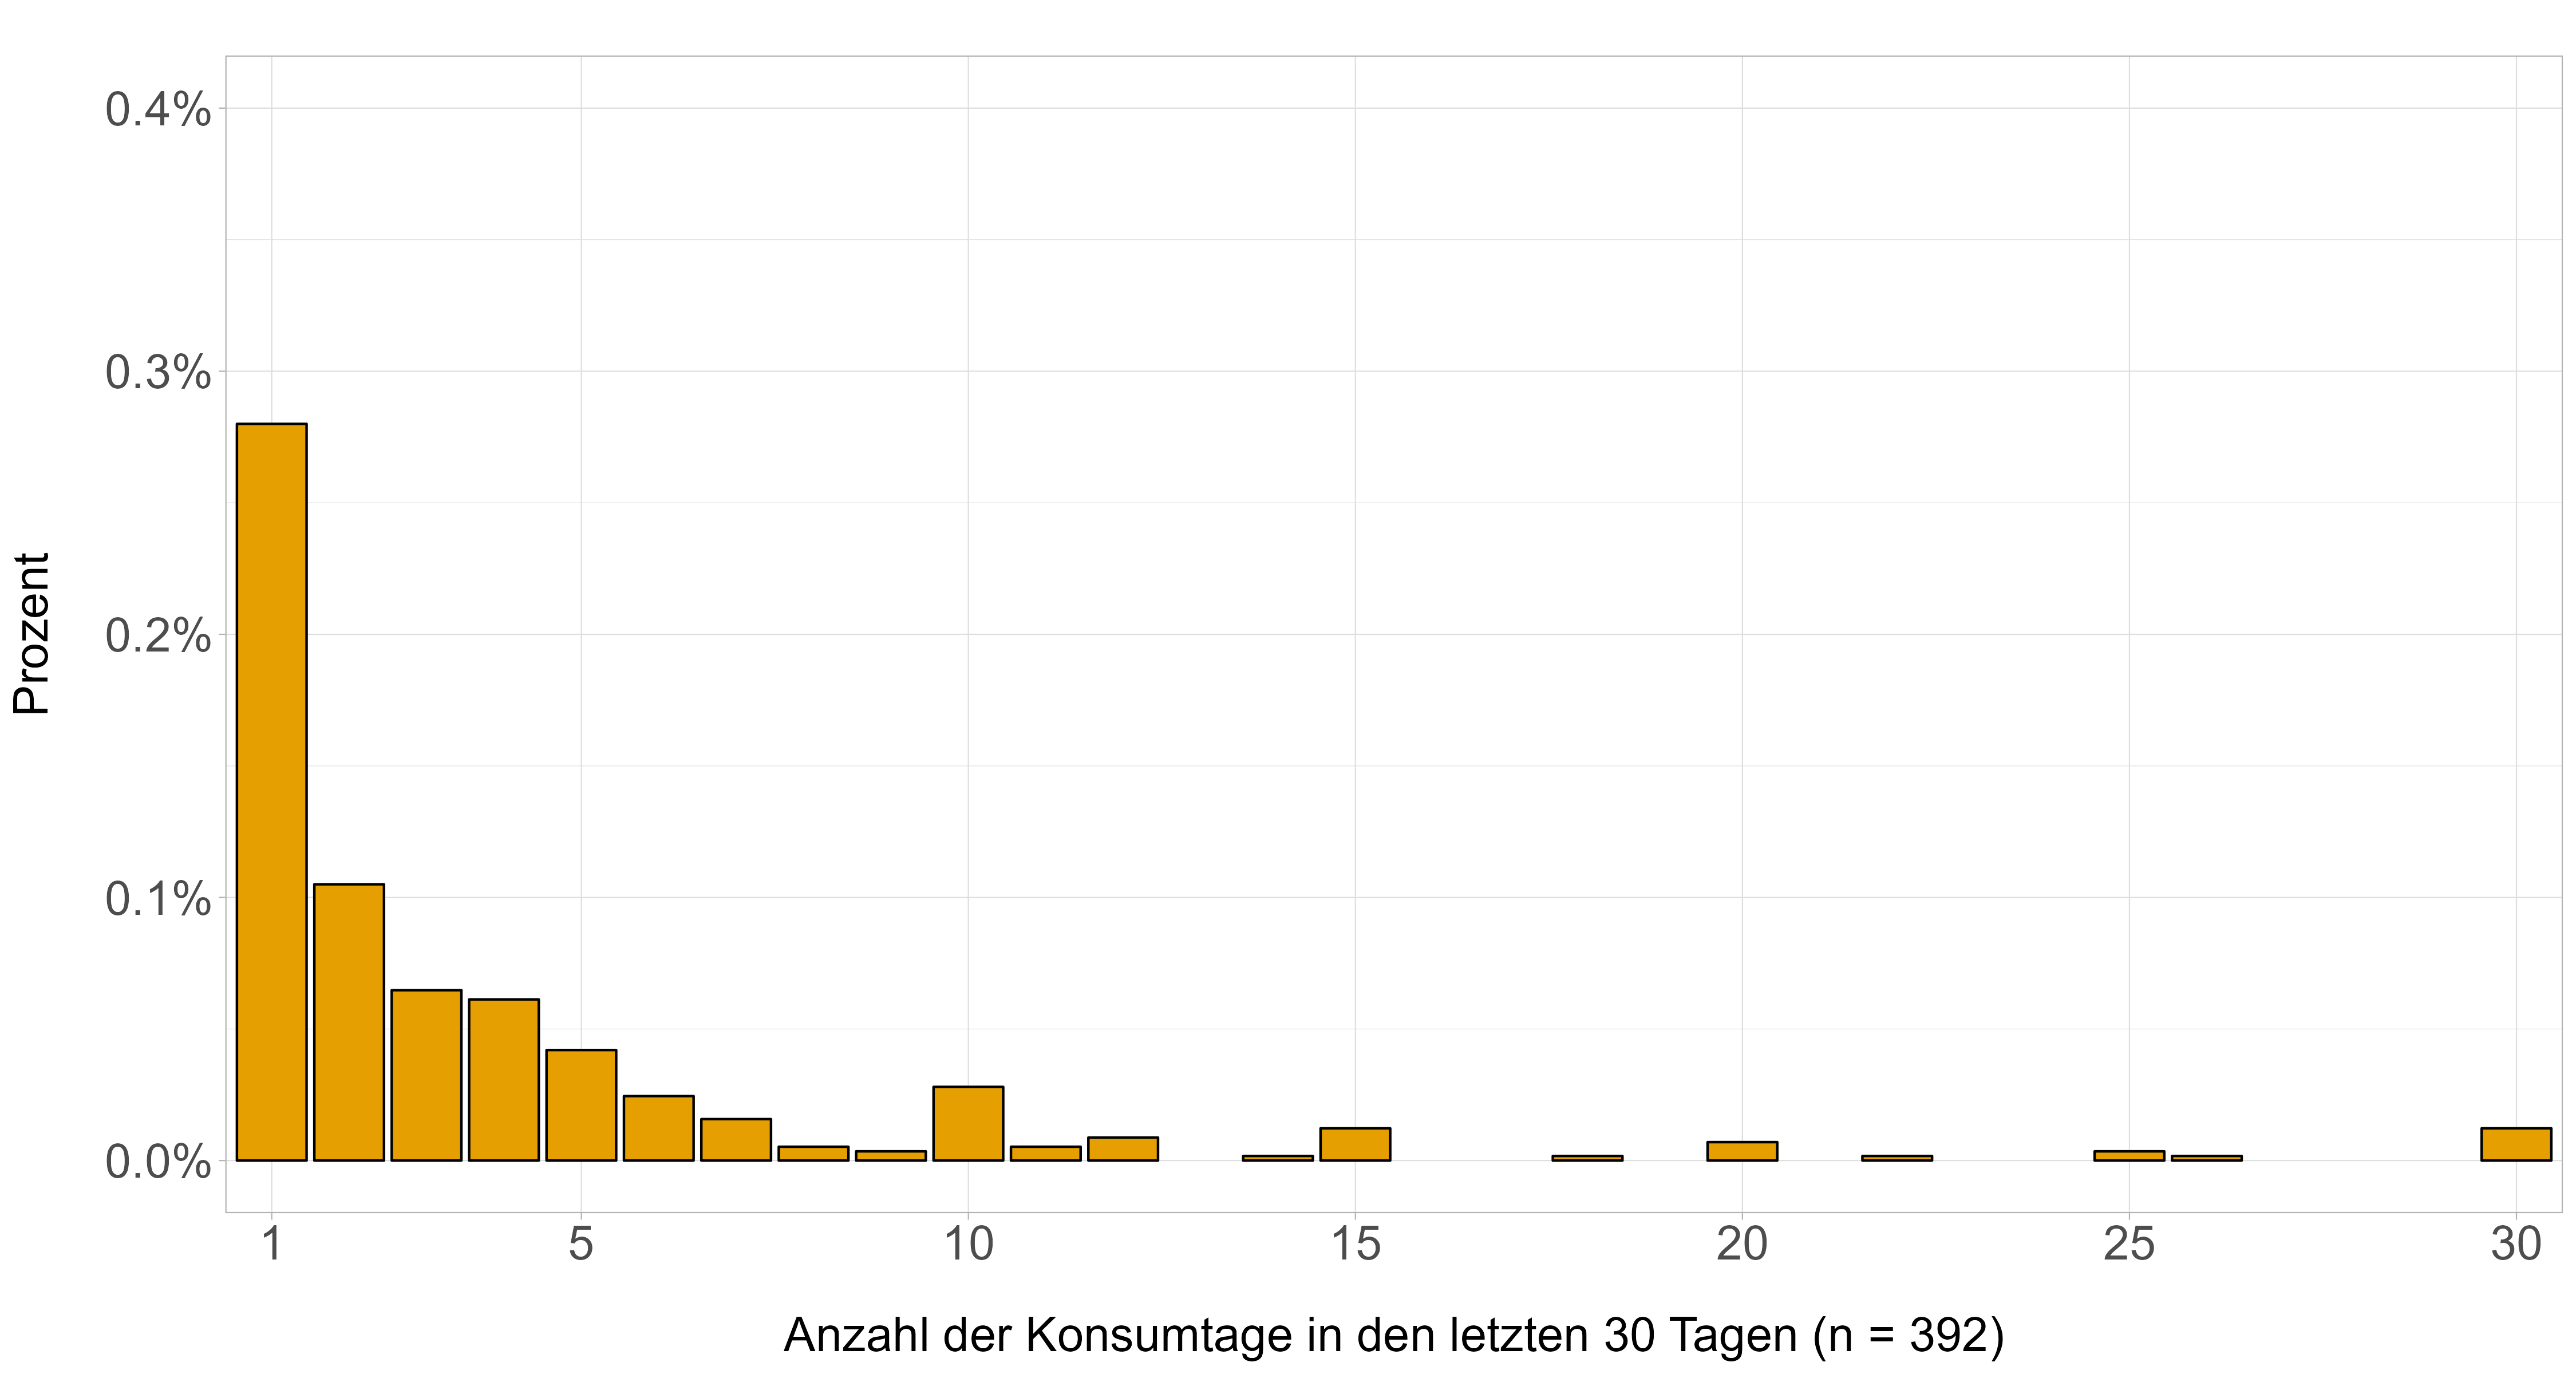 0.4%
0.3%
0.2%
0.1%
0.0%
Prozent
1 5 10 15 20 25 30
Anzahl der Konsumtage in den letzten 30 Tagen (n = 392)